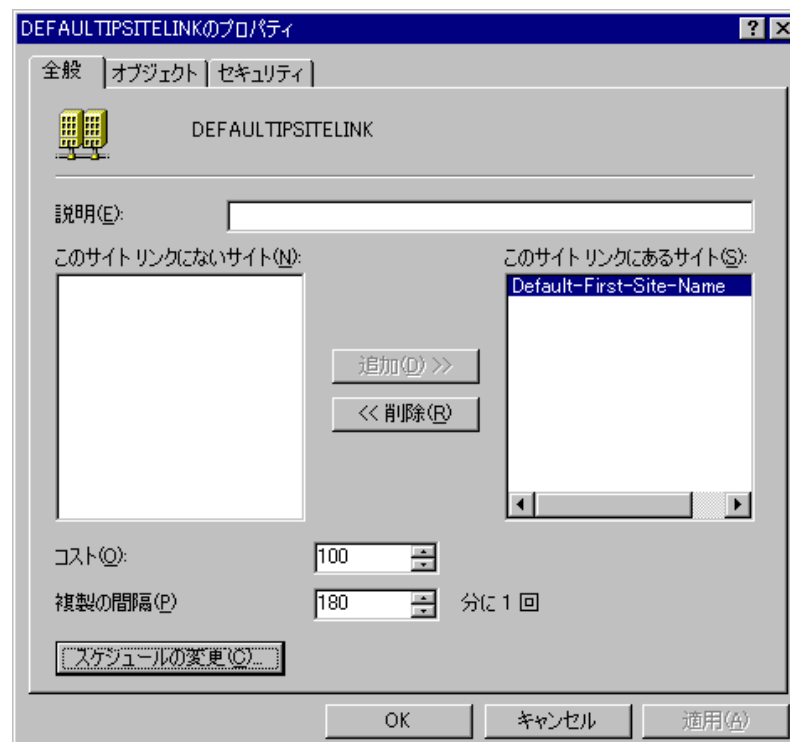 DEFAULTIPSITELINKのプロパティ
全般 オブジェクト セキュリティ
DEFAULTIPSITELINK
説明(E):
このサイト リンクにないサイト(N): このサイト リンクにあるサイト(S):
Default-First-Site-Name
追加(D) >>
<< 削除(R)
コスト(O): 100
複製の間隔(P) 180 分に 1 回
スケジュールの変更(C)...
OK キャンセル 適用(A)